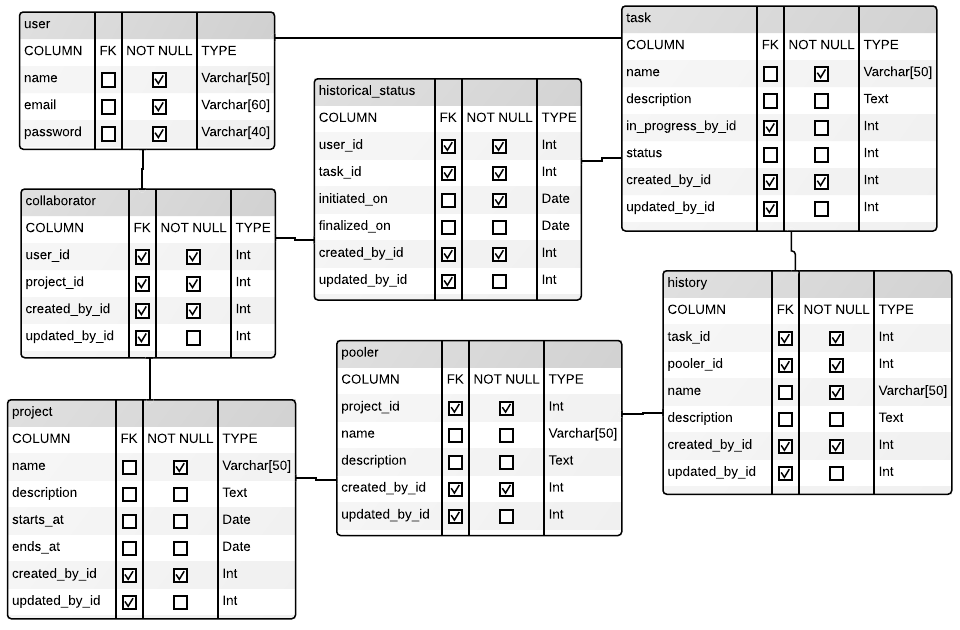 user
COLUMN FK NOT NULL TYPE
name Varchar[50]
email Varchar[60]
password Varchar[40]
task
COLUMN FK NOT NULL TYPE
name Varchar[50]
description Text
in_progress_by_id Int
status Int
created_by_id Int
updated_by_id Int
historical_status
COLUMN FK NOT NULL TYPE
user_id Int
task_id Int
initiated_on Date
finalized_on Date
created_by_id Int
updated_by_id Int
collaborator
COLUMN FK NOT NULL TYPE
user_id Int
project_id Int
created_by_id Int
updated_by_id Int
history
COLUMN FK NOT NULL TYPE
task_id Int
pooler_id Int
name Varchar[50]
description Text
created_by_id Int
updated_by_id Int
pooler
COLUMN FK NOT NULL TYPE
project_id Int
name Varchar[50]
description Text
created_by_id Int
updated_by_id Int
project
COLUMN FK NOT NULL TYPE
name Varchar[50]
description Text
starts_at Date
ends_at Date
created_by_id Int
updated_by_id Int